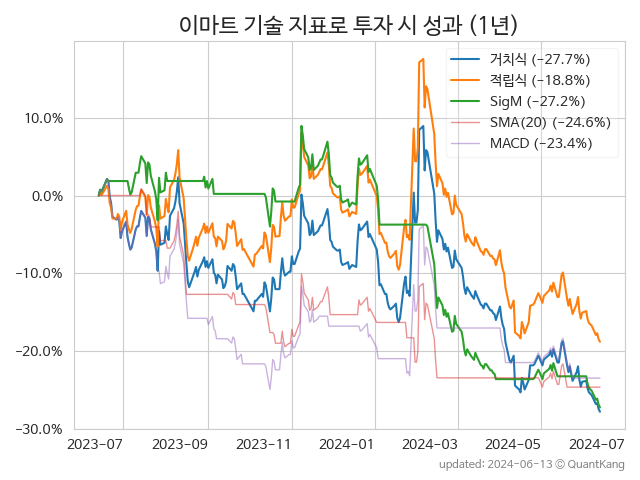 이마트 기술 지표로 투자 시 성과 (1년)
거치식 (−27.7%)
적립식 (−18.8%)
SigM (−27.2%)
SMA(20) (−24.6%)
MACD (−23.4%)
10.0%
0.0%
−10.0%
−20.0%
−30.0%
2023-07
2023-09
2023-11
2024-01
2024-03
2024-05
2024-07
updated: 2024-06-13 © QuantKang